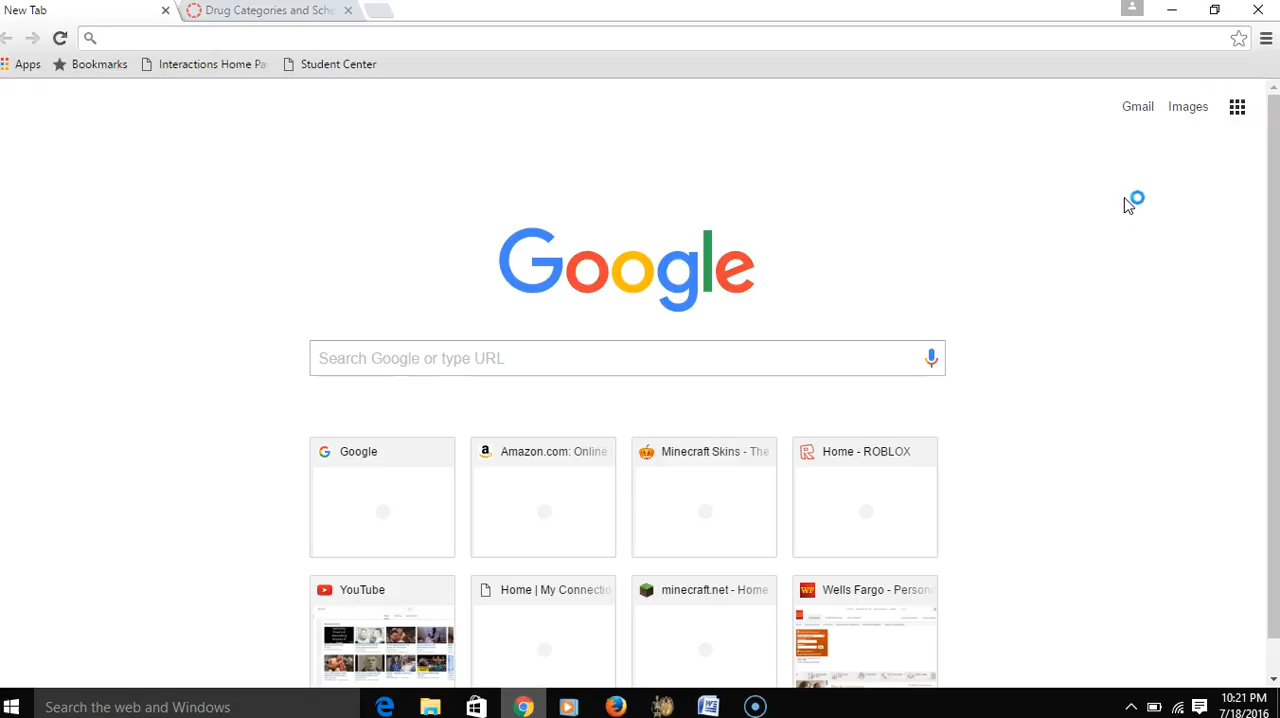 New Tab
Drug Categories and Sche
Apps
Bookmarks
Interactions Home Pa
Student Center
Gmail
Images
Google
Search Google or type URL
Google
Amazon.com: Online
Minecraft Skins - The
Home - ROBLOX
YouTube
Home | My Connectio
minecraft.net - Home
Wells Fargo - Person
Search the web and Windows
10:21 PM
7/18/2016